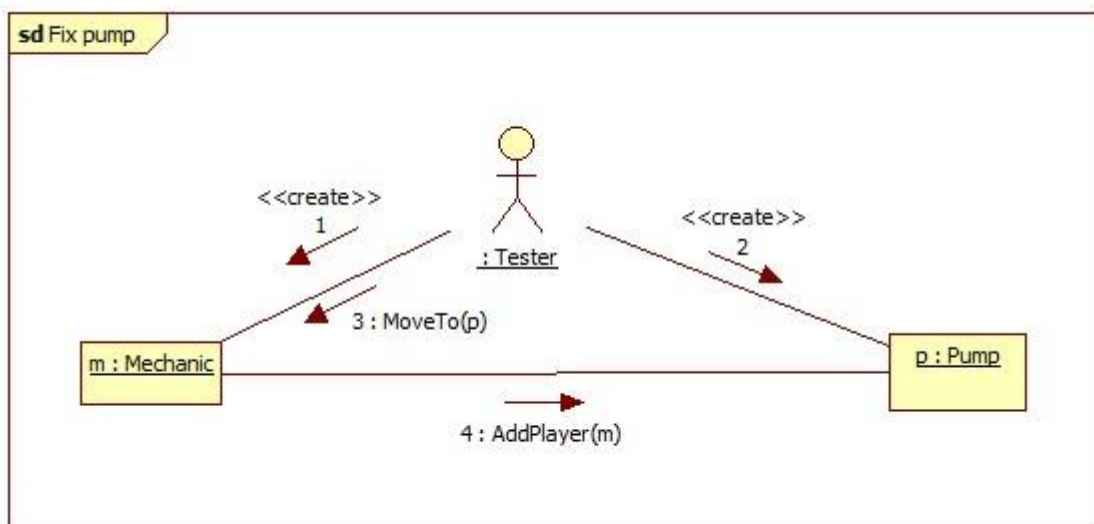 sd Fix pump
<<create>>
1
<<create>>
2
: Tester
3 : MoveTo(p)
m : Mechanic
p : Pump
4 : AddPlayer(m)